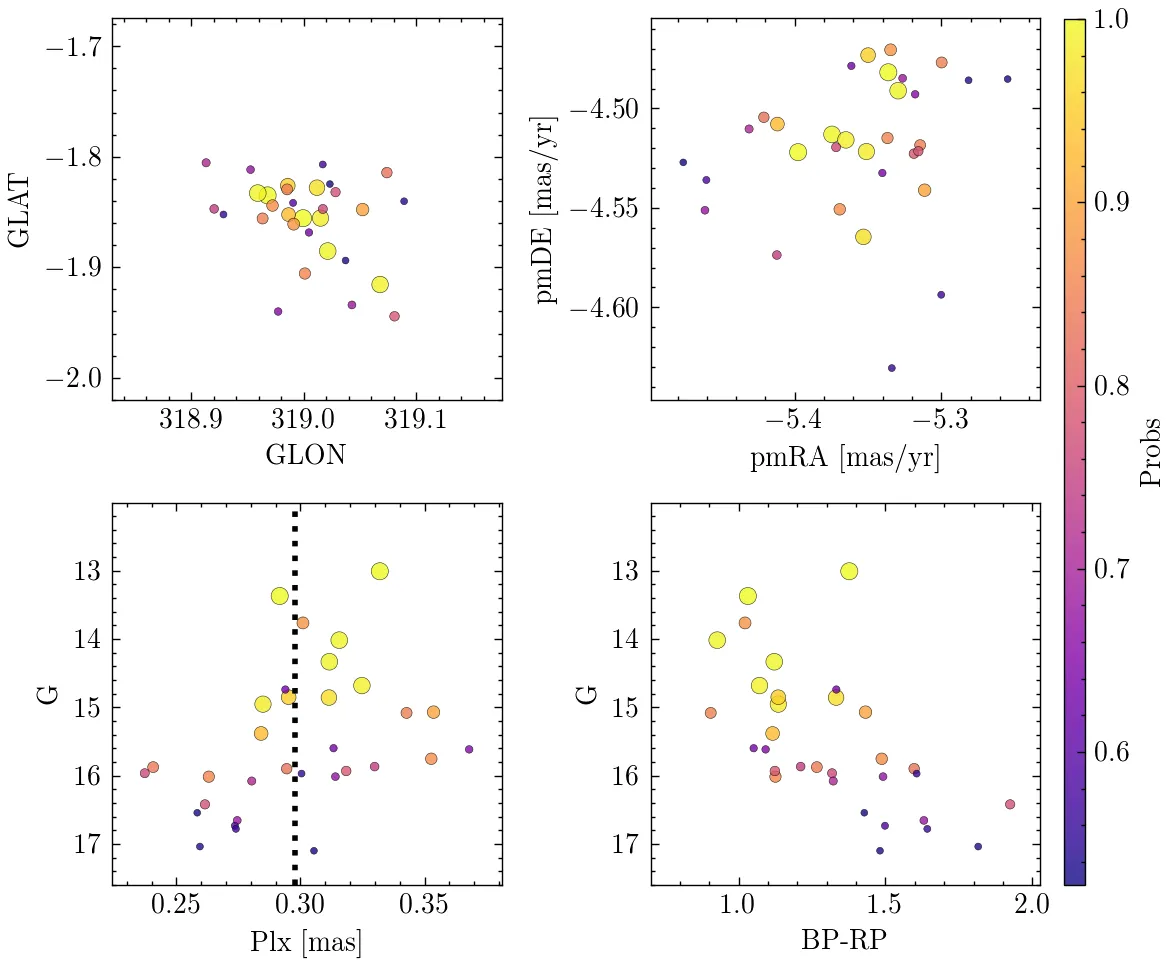 −1.7
−1.8
−1.9
−2.0
GLAT
318.9 319.0 319.1
GLON
−4.50
−4.55
−4.60
pmDE [mas/yr]
−5.4 −5.3
pmRA [mas/yr]
1.0
0.9
0.8
0.7
0.6
Probs
13
14
15
16
17
G
0.25 0.30 0.35
Plx [mas]
13
14
15
16
17
G
1.0 1.5 2.0
BP-RP